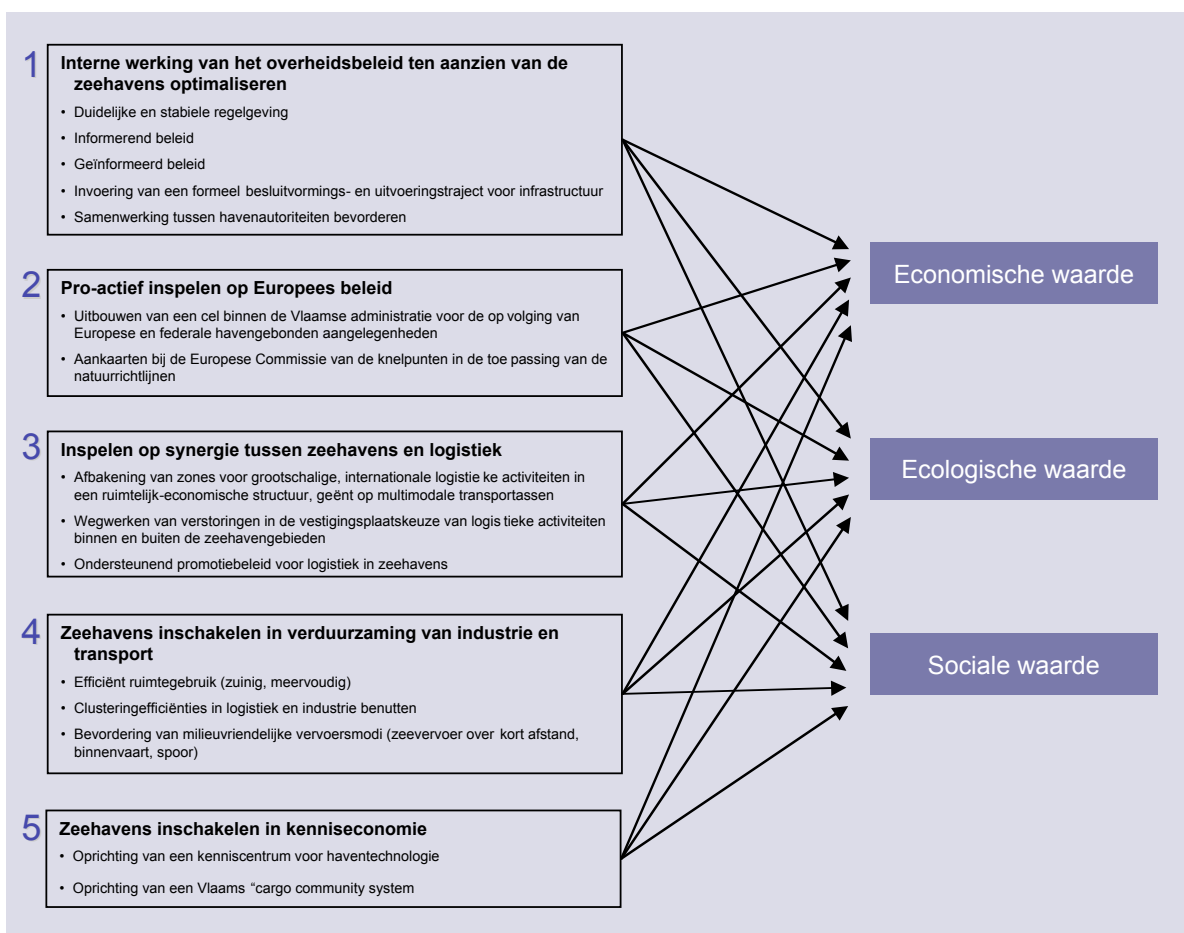 1
Interne werking van het overheidsbeleid ten aanzien van de
zeehavens optimaliseren
• Duidelijke en stabiele regelgeving
• Informerend beleid
• Geïnformeerd beleid
• Invoering van een formeel besluitvormings- en uitvoeringstraject voor infrastructuur
• Samenwerking tussen havenautoriteiten bevorderen
2
Pro-actief inspelen op Europees beleid
• Uitbouwen van een cel binnen de Vlaamse administratie voor de op volging van
Europese en federale havengebonden aangelegenheden
• Aankaarten bij de Europese Commissie van de knelpunten in de toe passing van de
natuurrichtlijnen
3
Inspelen op synergie tussen zeehavens en logistiek
• Afbakening van zones voor grootschalige, internationale logistie ke activiteiten in
een ruimtelijk-economische structuur, geënt op multimodale transportassen
• Wegwerken van verstoringen in de vestigingsplaatskeuze van logis tieke activiteiten
binnen en buiten de zeehavengebieden
• Ondersteunend promotiebeleid voor logistiek in zeehavens
4
Zeehavens inschakelen in verduurzaming van industrie en
transport
• Efficiënt ruimtegebruik (zuinig, meervoudig)
• Clusteringefficiënties in logistiek en industrie benutten
• Bevordering van milieuvriendelijke vervoersmodi (zeevervoer over kort afstand,
binnenvaart, spoor)
5
Zeehavens inschakelen in kenniseconomie
• Oprichting van een kenniscentrum voor haventechnologie
• Oprichting van een Vlaams “cargo community system
Economische waarde
Ecologische waarde
Sociale waarde